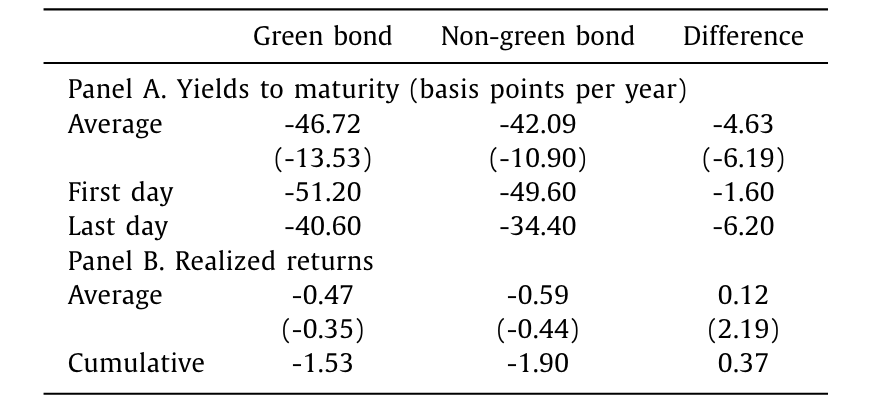 Green bond Non-green bond Difference
Panel A. Yields to maturity (basis points per year)
Average -46.72 -42.09 -4.63
(-13.53) (-10.90) (-6.19)
First day -51.20 -49.60 -1.60
Last day -40.60 -34.40 -6.20
Panel B. Realized returns
Average -0.47 -0.59 0.12
(-0.35) (-0.44) (2.19)
Cumulative -1.53 -1.90 0.37